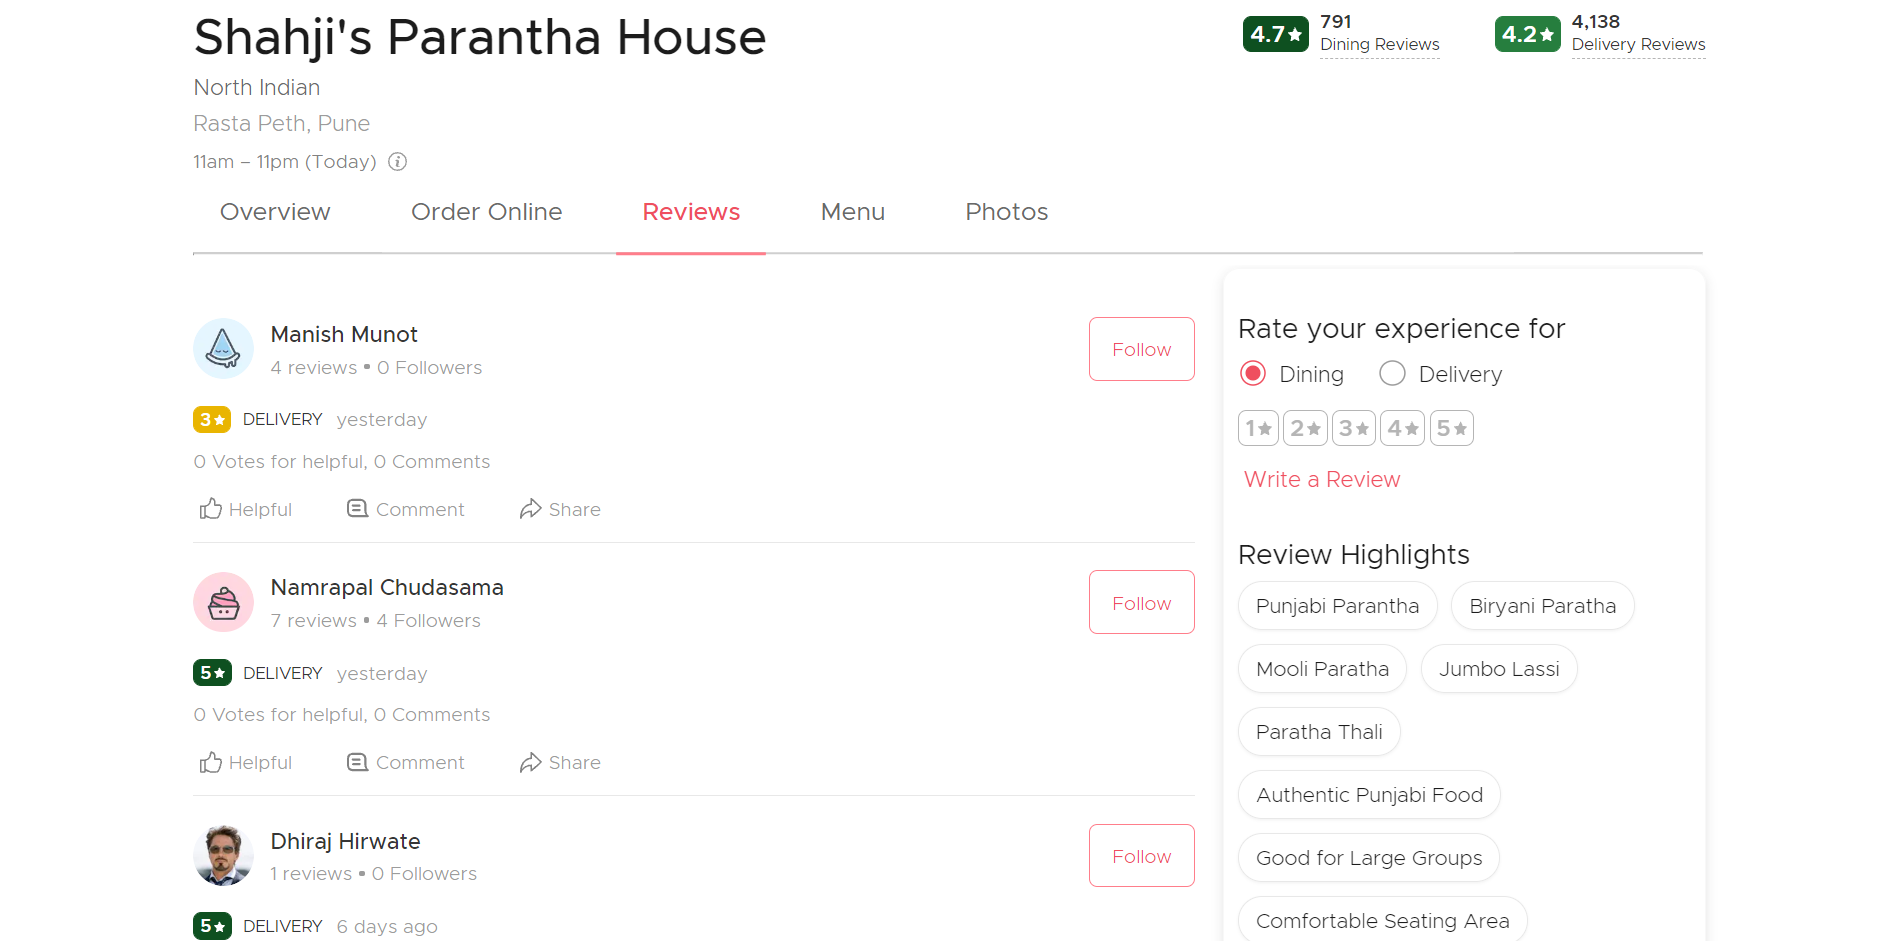 Shahji's Parantha House
4.7★ 791 Dining Reviews
4.2★ 4,138 Delivery Reviews
North Indian
Rasta Peth, Pune
11am – 11pm (Today)
Overview Order Online Reviews Menu Photos
Manish Munot
4 reviews • 0 Followers
Follow
3★ DELIVERY yesterday
0 Votes for helpful, 0 Comments
Helpful Comment Share
Namrapal Chudasama
7 reviews • 4 Followers
Follow
5★ DELIVERY yesterday
0 Votes for helpful, 0 Comments
Helpful Comment Share
Dhiraj Hirwate
1 reviews • 0 Followers
Follow
5★ DELIVERY 6 days ago
Rate your experience for
Dining Delivery
1★ 2★ 3★ 4★ 5★
Write a Review
Review Highlights
Punjabi Parantha Biryani Paratha
Mooli Paratha Jumbo Lassi
Paratha Thali
Authentic Punjabi Food
Good for Large Groups
Comfortable Seating Area